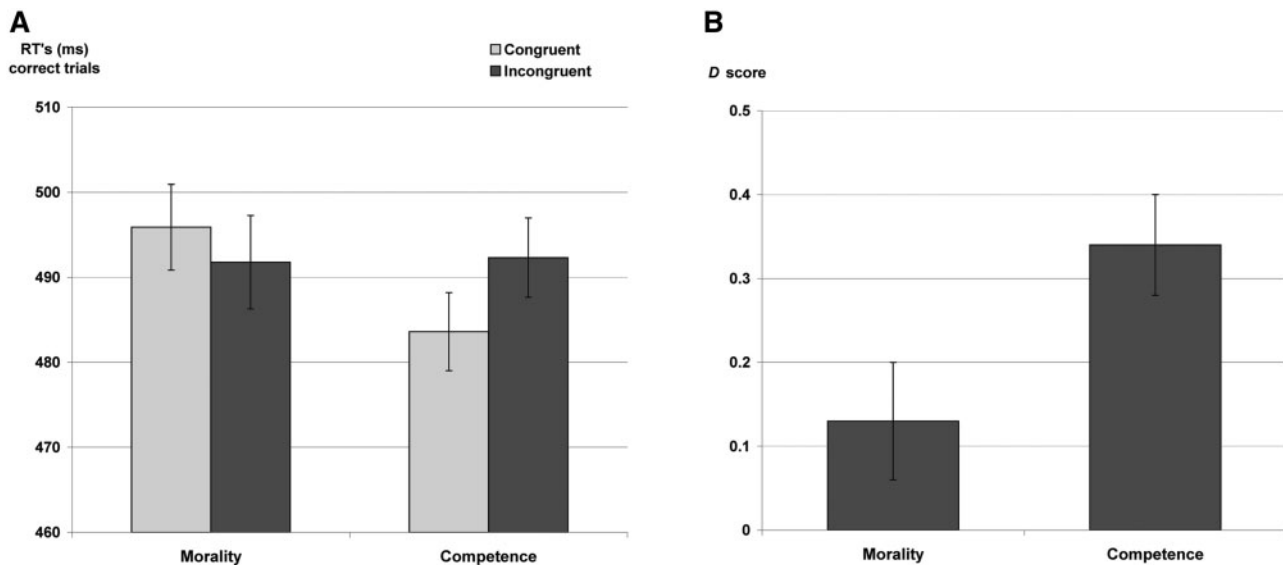 A
RT's (ms)
correct trials
Congruent
Incongruent
510
500
490
480
470
460
Morality
Competence
B
D score
0.5
0.4
0.3
0.2
0.1
0
Morality
Competence